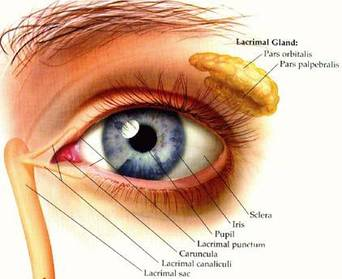 Lacrimal Gland:
Pars orbitalis
Pars palpebralis
Sclera
Iris
Pupil
Lacrimal punctum
Caruncula
Lacrimal canaliculi
Lacrimal sac